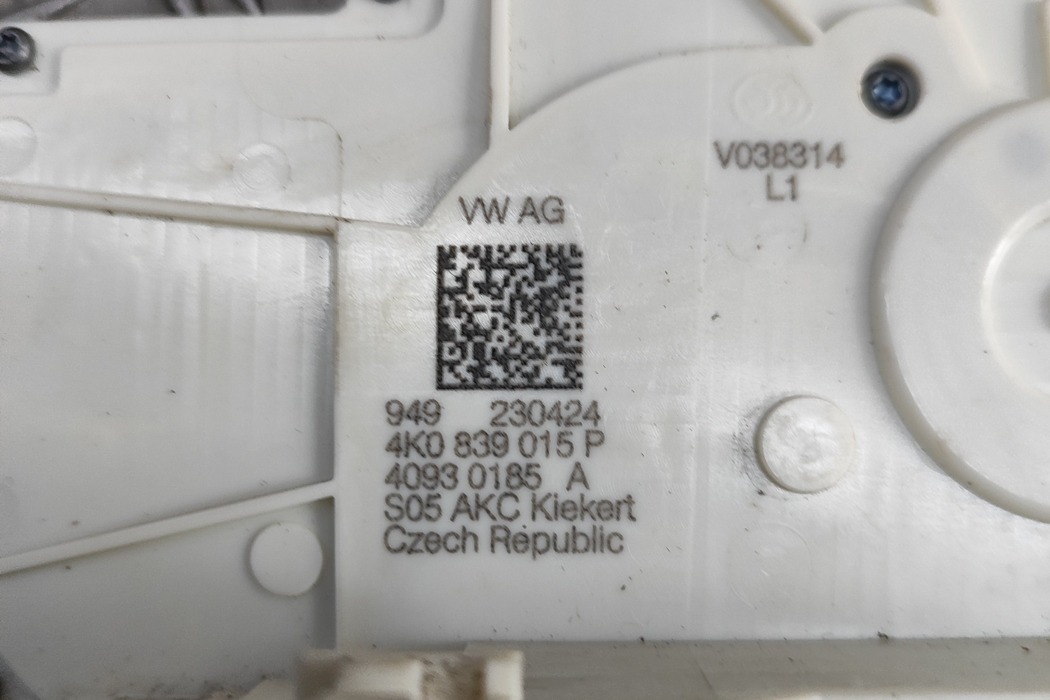 V038314
L1
VW AG
949 230424
4K0 839 015 P
4093 0185 A
S05 AKC Kiekert
Czech Republic